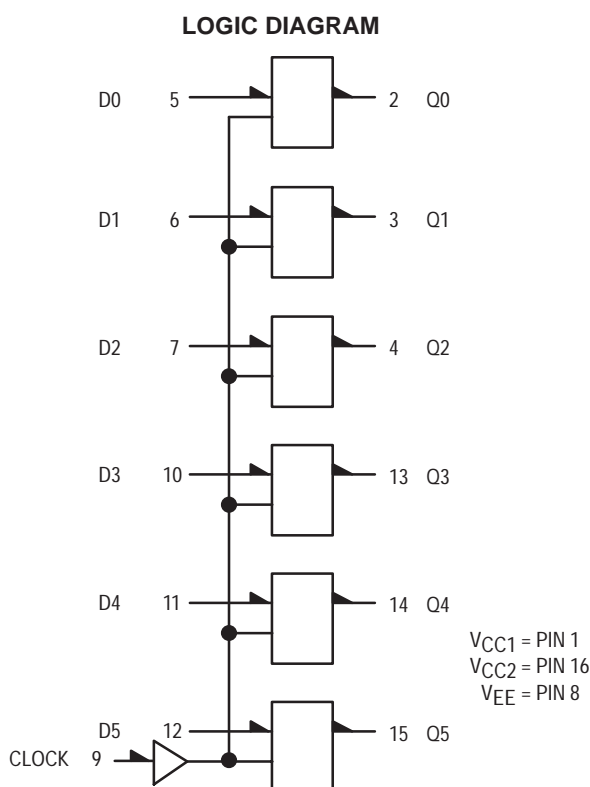 LOGIC DIAGRAM
D0 5 2 Q0
D1 6 3 Q1
D2 7 4 Q2
D3 10 13 Q3
D4 11 14 Q4
VCC1 = PIN 1
VCC2 = PIN 16
VEE = PIN 8
D5 12 15 Q5
CLOCK 9